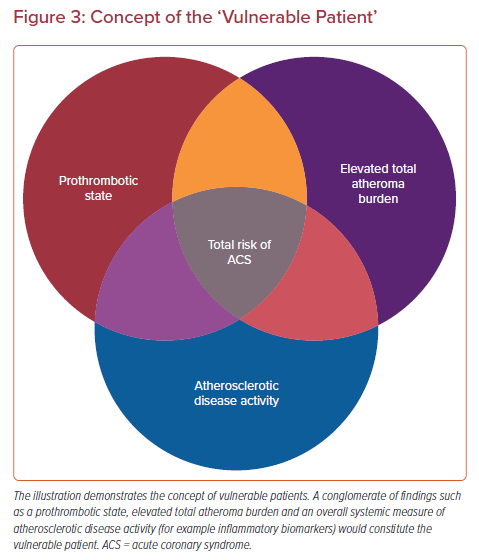 Figure 3: Concept of the ‘Vulnerable Patient’
Prothrombotic
state
Elevated total
atheroma
burden
Total risk of
ACS
Atherosclerotic
disease activity
The illustration demonstrates the concept of vulnerable patients. A conglomerate of findings such
as a prothrombotic state, elevated total atheroma burden and an overall systemic measure of
atherosclerotic disease activity (for example inflammatory biomarkers) would constitute the
vulnerable patient. ACS = acute coronary syndrome.